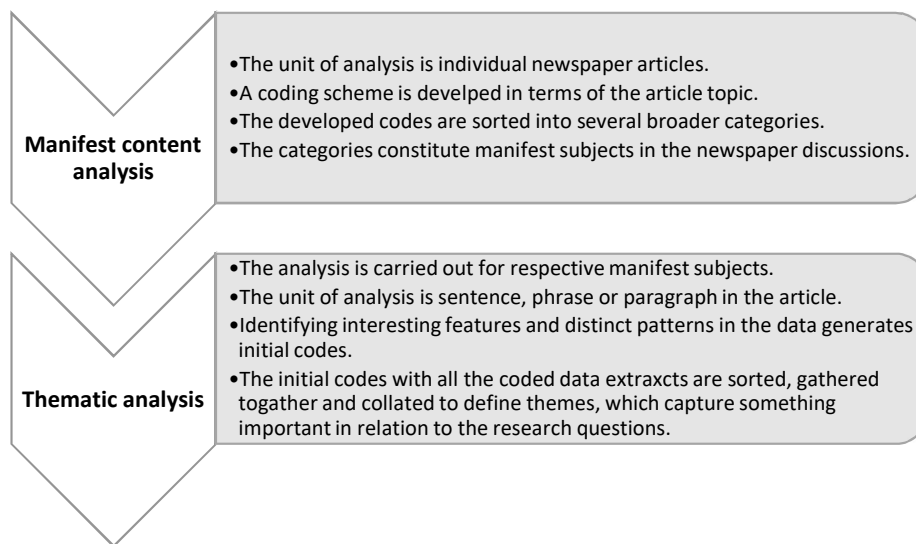 Manifest content
analysis
•The unit of analysis is individual newspaper articles.
•A coding scheme is develped in terms of the article topic.
•The developed codes are sorted into several broader categories.
•The categories constitute manifest subjects in the newspaper discussions.
Thematic analysis
•The analysis is carried out for respective manifest subjects.
•The unit of analysis is sentence, phrase or paragraph in the article.
•Identifying interesting features and distinct patterns in the data generates
initial codes.
•The initial codes with all the coded data extraxcts are sorted, gathered
togather and collated to define themes, which capture something
important in relation to the research questions.